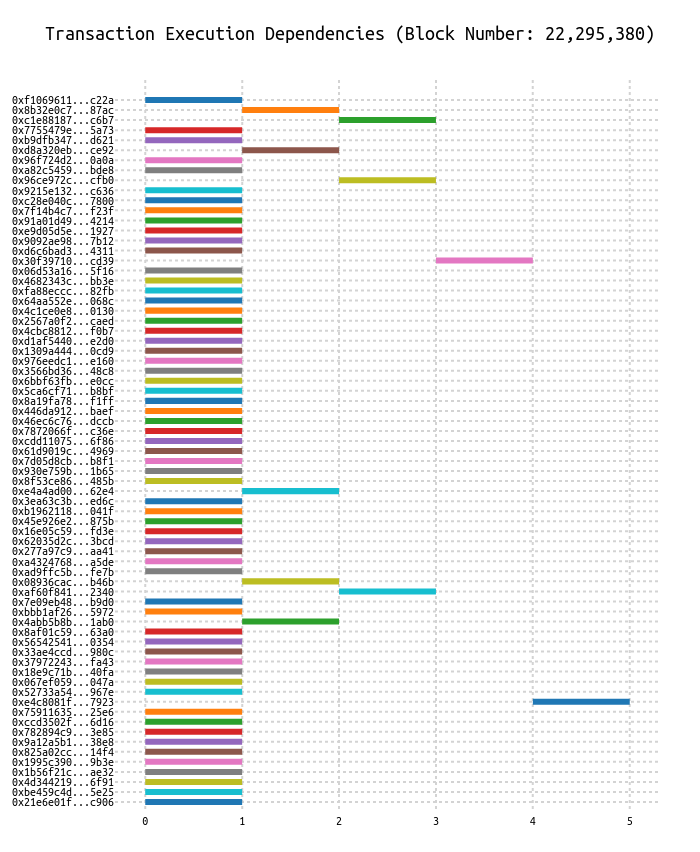 Transaction Execution Dependencies (Block Number: 22,295,380)
0xf1069611...c22a
0x8b32e0c7...87ac
0xc1e88187...c6b7
0x7755479e...5a73
0xb9dfb347...d621
0xd8a320eb...ce92
0x96f724d2...0a0a
0xa82c5459...bde8
0x96ce972c...cfb0
0x9215e132...c636
0xc28e040c...7800
0x7f14b4c7...f23f
0x91a01d49...4214
0xe9d05d5e...1927
0x9092ae98...7b12
0xd6c6bad3...4311
0x30f39710...cd39
0x06d53a16...5f16
0x4682343c...bb3e
0xfa88eccc...82fb
0x64aa552e...068c
0x4c1ce0e8...0130
0x2567a0f2...caed
0x4cbc8812...f0b7
0xd1af5440...e2d0
0x1309a444...0cd9
0x976eedc1...e160
0x3566bd36...48c8
0x6bbf63fb...e0cc
0x5ca6cf71...b8bf
0x8a19fa78...f1ff
0x446da912...baef
0x46ec6c76...dccb
0x7872066f...c36e
0xcdd11075...6f86
0x61d9019c...4969
0x7d05d8cb...b8f1
0x930e759b...1b65
0x8f53ce86...485b
0xe4a4ad00...62e4
0x3ea63c3b...ed6c
0xb1962118...041f
0x45e926e2...875b
0x16e05c59...fd3e
0x62035d2c...3bcd
0x277a97c9...aa41
0xa4324768...a5de
0xad9ffc5b...fe7b
0x08936cac...b46b
0xaf60f841...2340
0x7e09eb48...b9d0
0xbbb1af26...5972
0x4abb5b8b...1ab0
0x8af01c59...63a0
0x56542541...0354
0x33ae4ccd...980c
0x37972243...fa43
0x18e9c71b...40fa
0x067ef059...047a
0x52733a54...967e
0xe4c8081f...7923
0x75911635...25e6
0xccd3502f...6d16
0x782894c9...3e85
0x9a12a5b1...38e8
0x825a02cc...14f4
0x1995c390...9b3e
0x1b56f21c...ae32
0x4d344219...6f91
0xbe459c4d...5e25
0x21e6e01f...c906
0 1 2 3 4 5